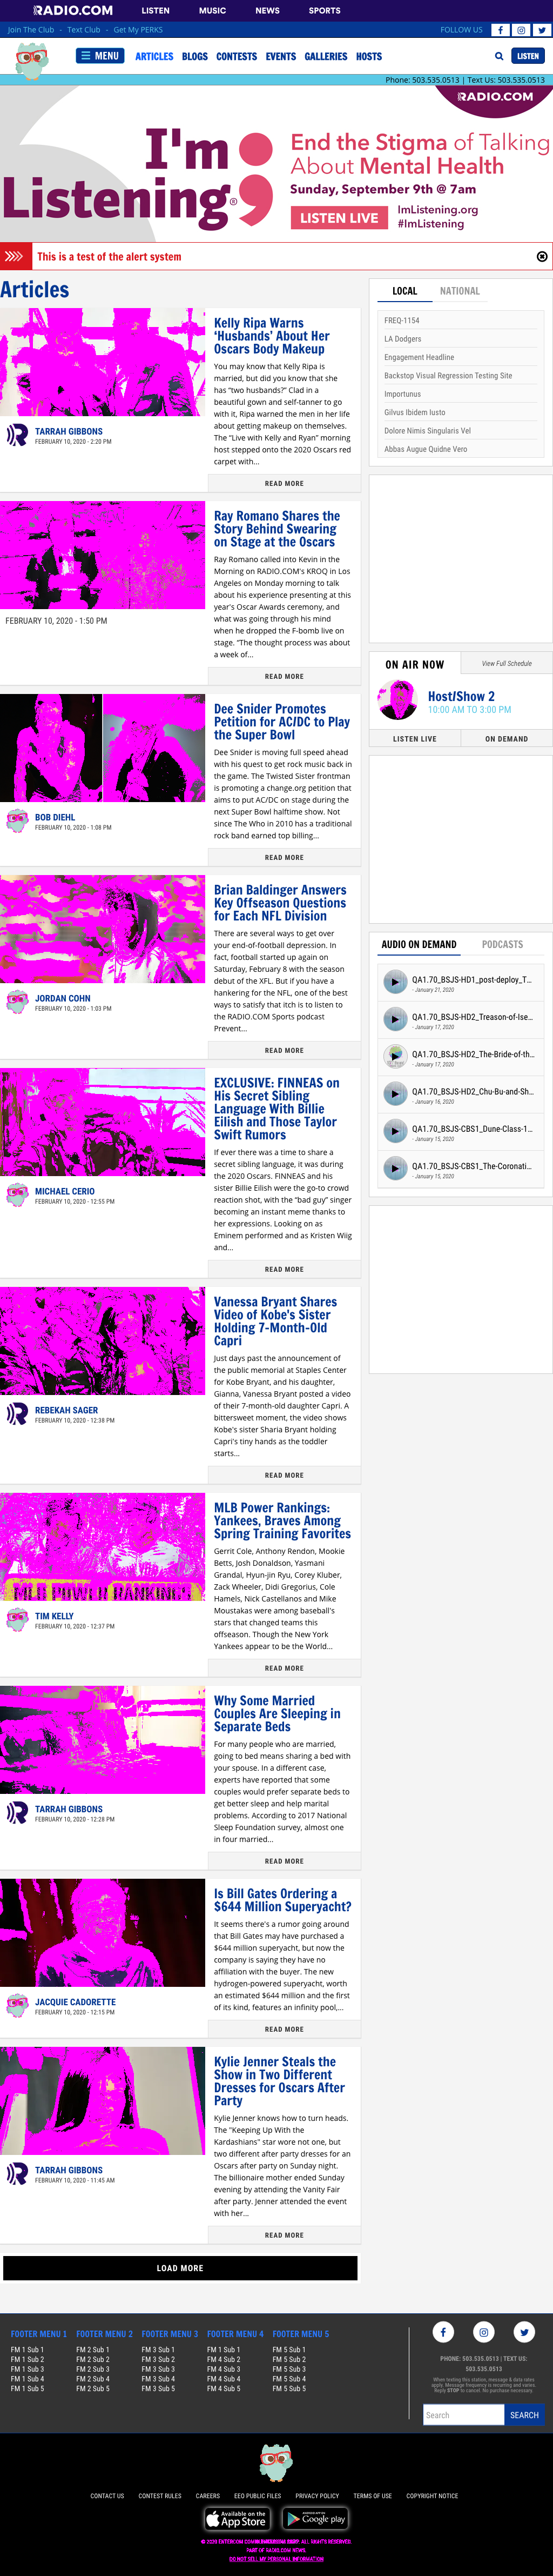 RADIO.COM LISTEN MUSIC NEWS SPORTS
Join The Club - Text Club - Get My PERKS FOLLOW US
MENU ARTICLES BLOGS CONTESTS EVENTS GALLERIES HOSTS LISTEN
Phone: 503.535.0513 | Text Us: 503.535.0513
RADIO.COM
I'm Listening
®
End the Stigma of Talking
About Mental Health
Sunday, September 9th @ 7am
LISTEN LIVE
ImListening.org
#ImListening
This is a test of the alert system
Articles
Kelly Ripa Warns
‘Husbands’ About Her
Oscars Body Makeup
You may know that Kelly Ripa is
married, but did you know that she
has “two husbands?” Clad in a
beautiful gown and self-tanner to go
with it, Ripa warned the men in her life
about getting makeup on themselves.
The “Live with Kelly and Ryan” morning
host stepped onto the 2020 Oscars red
carpet with...
TARRAH GIBBONS
FEBRUARY 10, 2020 - 2:20 PM
READ MORE
Ray Romano Shares the
Story Behind Swearing
on Stage at the Oscars
Ray Romano called into Kevin in the
Morning on RADIO.COM's KROQ in Los
Angeles on Monday morning to talk
about his experience presenting at this
year's Oscar Awards ceremony, and
what was going through his mind
when he dropped the F-bomb live on
stage. "The thought process was about
a week of...
FEBRUARY 10, 2020 - 1:50 PM
READ MORE
Dee Snider Promotes
Petition for AC/DC to Play
the Super Bowl
Dee Snider is moving full speed ahead
with his quest to get rock music back in
the game. The Twisted Sister frontman
is promoting a change.org petition that
aims to put AC/DC on stage during the
next Super Bowl halftime show. Not
since The Who in 2010 has a traditional
rock band earned top billing...
BOB DIEHL
FEBRUARY 10, 2020 - 1:08 PM
READ MORE
Brian Baldinger Answers
Key Offseason Questions
for Each NFL Division
There are several ways to get over
your end-of-football depression. In
fact, football started up again on
Saturday, February 8 with the season
debut of the XFL. But if you have a
hankering for the NFL, one of the best
ways to satisfy that itch is to listen to
the RADIO.COM Sports podcast
Prevent...
JORDAN COHN
FEBRUARY 10, 2020 - 1:03 PM
READ MORE
EXCLUSIVE: FINNEAS on
His Secret Sibling
Language With Billie
Eilish and Those Taylor
Swift Rumors
If ever there was a time to share a
secret sibling language, it was during
the 2020 Oscars. FINNEAS and his
sister Billie Eilish were the go-to crowd
reaction shot, with the “bad guy” singer
becoming an instant meme thanks to
her expressions. Looking on as
Eminem performed and as Kristen Wiig
and...
MICHAEL CERIO
FEBRUARY 10, 2020 - 12:55 PM
READ MORE
Vanessa Bryant Shares
Video of Kobe's Sister
Holding 7-Month-Old
Capri
Just days past the announcement of
the public memorial at Staples Center
for Kobe Bryant, and his daughter,
Gianna, Vanessa Bryant posted a video
of their 7-month-old daughter Capri. A
bittersweet moment, the video shows
Kobe's sister Sharia Bryant holding
Capri's tiny hands as the toddler
starts...
REBEKAH SAGER
FEBRUARY 10, 2020 - 12:38 PM
READ MORE
MLB Power Rankings:
Yankees, Braves Among
Spring Training Favorites
Gerrit Cole, Anthony Rendon, Mookie
Betts, Josh Donaldson, Yasmani
Grandal, Hyun-jin Ryu, Corey Kluber,
Zack Wheeler, Didi Gregorius, Cole
Hamels, Nick Castellanos and Mike
Moustakas were among baseball's
stars that changed teams this
offseason. Though the New York
Yankees appear to be the World...
TIM KELLY
FEBRUARY 10, 2020 - 12:37 PM
READ MORE
Why Some Married
Couples Are Sleeping in
Separate Beds
For many people who are married,
going to bed means sharing a bed with
your spouse. In a different case,
experts have reported that some
couples would prefer separate beds to
get better sleep and help marital
problems. According to 2017 National
Sleep Foundation survey, almost one
in four married...
TARRAH GIBBONS
FEBRUARY 10, 2020 - 12:28 PM
READ MORE
Is Bill Gates Ordering a
$644 Million Superyacht?
It seems there's a rumor going around
that Bill Gates may have purchased a
$644 million superyacht, but now the
company is saying they have no
affiliation with the buyer. The new
hydrogen-powered superyacht, worth
an estimated $644 million and the first
of its kind, features an infinity pool,...
JACQUIE CADORETTE
FEBRUARY 10, 2020 - 12:15 PM
READ MORE
Kylie Jenner Steals the
Show in Two Different
Dresses for Oscars After
Party
Kylie Jenner knows how to turn heads.
The "Keeping Up With the
Kardashians" star wore not one, but
two different after party dresses for an
Oscars after party on Sunday night.
The billionaire mother ended Sunday
evening by attending the Vanity Fair
after party. Jenner attended the event
with her...
TARRAH GIBBONS
FEBRUARY 10, 2020 - 11:45 AM
READ MORE
LOAD MORE
LOCAL NATIONAL
FREQ-1154
LA Dodgers
Engagement Headline
Backstop Visual Regression Testing Site
Importunus
Gilvus Ibidem Iusto
Dolore Nimis Singularis Vel
Abbas Augue Quidne Vero
ON AIR NOW View Full Schedule
Host/Show 2
10:00 AM TO 3:00 PM
LISTEN LIVE ON DEMAND
AUDIO ON DEMAND PODCASTS
QA1.70_BSJS-HD1_post-deploy_T...
- January 21, 2020
QA1.70_BSJS-HD2_Treason-of-Ise...
- January 17, 2020
QA1.70_BSJS-HD2_The-Bride-of-th...
- January 17, 2020
QA1.70_BSJS-HD2_Chu-Bu-and-Sh...
- January 16, 2020
QA1.70_BSJS-CBS1_Dune-Class-1...
- January 15, 2020
QA1.70_BSJS-CBS1_The-Coronati...
- January 15, 2020
FOOTER MENU 1 FOOTER MENU 2 FOOTER MENU 3 FOOTER MENU 4 FOOTER MENU 5
FM 1 Sub 1 FM 2 Sub 1 FM 3 Sub 1 FM 1 Sub 1 FM 5 Sub 1
FM 1 Sub 2 FM 2 Sub 2 FM 3 Sub 2 FM 4 Sub 2 FM 5 Sub 2
FM 1 Sub 3 FM 2 Sub 3 FM 3 Sub 3 FM 4 Sub 3 FM 5 Sub 3
FM 1 Sub 4 FM 2 Sub 4 FM 3 Sub 4 FM 4 Sub 4 FM 5 Sub 4
FM 1 Sub 5 FM 2 Sub 5 FM 3 Sub 5 FM 4 Sub 5 FM 5 Sub 5
PHONE: 503.535.0513 | TEXT US:
503.535.0513
When texting this station, message & data rates
apply. Message frequency is recurring and varies.
Reply STOP to cancel. No purchase necessary.
Search SEARCH
CONTACT US CONTEST RULES CAREERS EEO PUBLIC FILES PRIVACY POLICY TERMS OF USE COPYRIGHT NOTICE
Available on the
App Store
ANDROID APP ON
Google play
ALL RIGHTS RESERVED
PART OF RADIO.COM NEWS
DO NOT SELL MY PERSONAL INFORMATION